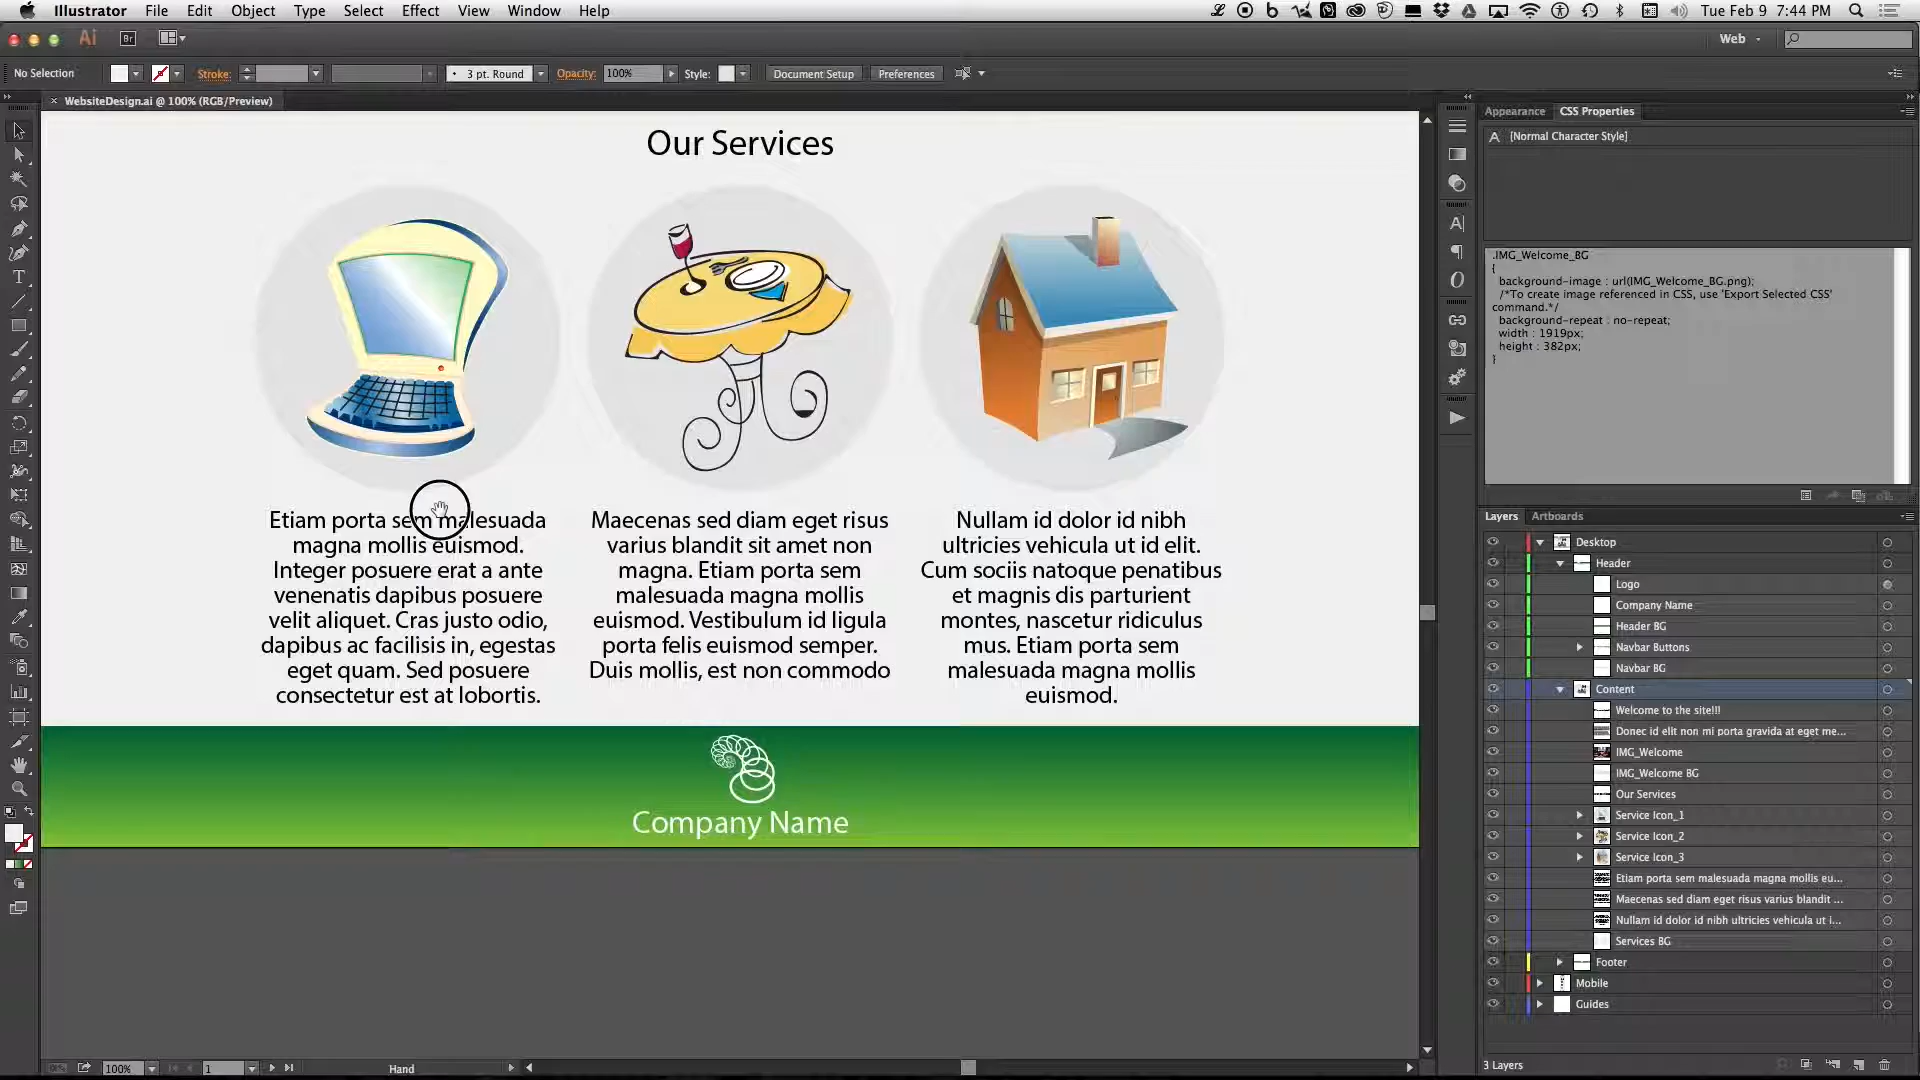 Illustrator File Edit Object Type Select Effect View Window Help Tue Feb 9 7:44 PM
Ai Br Web
No Selection Stroke: 3 pt. Round Opacity: 100% Style: Document Setup Preferences
× WebsiteDesign.ai @ 100% (RGB/Preview)
Our Services
Etiam porta sem malesuada
magna mollis euismod.
Integer posuere erat a ante
venenatis dapibus posuere
velit aliquet. Cras justo odio,
dapibus ac facilisis in, egestas
eget quam. Sed posuere
consectetur est at lobortis.
Maecenas sed diam eget risus
varius blandit sit amet non
magna. Etiam porta sem
malesuada magna mollis
euismod. Vestibulum id ligula
porta felis euismod semper.
Duis mollis, est non commodo
Nullam id dolor id nibh
ultricies vehicula ut id elit.
Cum sociis natoque penatibus
et magnis dis parturient
montes, nascetur ridiculus
mus. Etiam porta sem
malesuada magna mollis
euismod.
Company Name
Appearance CSS Properties
A [Normal Character Style]
.IMG_Welcome_BG
{
background-image : url(IMG_Welcome_BG.png);
/*To create image referenced in CSS, use 'Export Selected CSS'
command.*/
background-repeat : no-repeat;
width : 1919px;
height : 382px;
}
Layers Artboards
Desktop
Header
Logo
Company Name
Header BG
Navbar Buttons
Navbar BG
Content
Welcome to the site!!!
Donec id elit non mi porta gravida at eget me...
IMG_Welcome
IMG_Welcome BG
Our Services
Service Icon_1
Service Icon_2
Service Icon_3
Etiam porta sem malesuada magna mollis eu...
Maecenas sed diam eget risus varius blandit ...
Nullam id dolor id nibh ultricies vehicula ut i...
Services BG
Footer
Mobile
Guides
3 Layers
100% 1 Hand